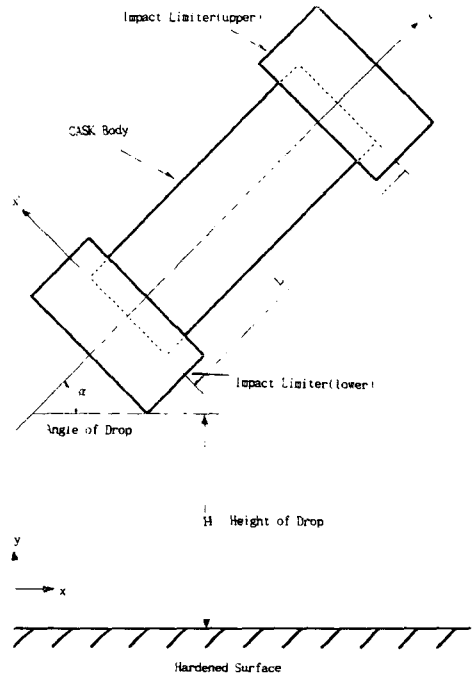 Impact Limiter(upper)
CASK Body
x'
L
α
Impact Limiter(lower)
Angle of Drop
H Height of Drop
y
x
Hardened Surface